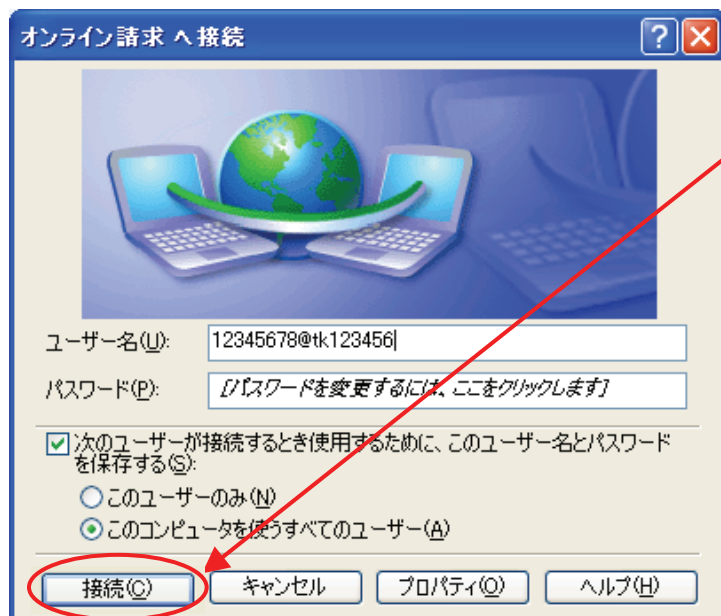 オンライン請求 へ接続
ユーザー名(U): 12345678@tk123456
パスワード(P): [パスワードを変更するには、ここをクリックします]
次のユーザーが接続するとき使用するために、このユーザー名とパスワード
を保存する(S):
このユーザーのみ(N)
このコンピュータを使うすべてのユーザー(A)
接続(C) キャンセル プロパティ(O) ヘルプ(H)